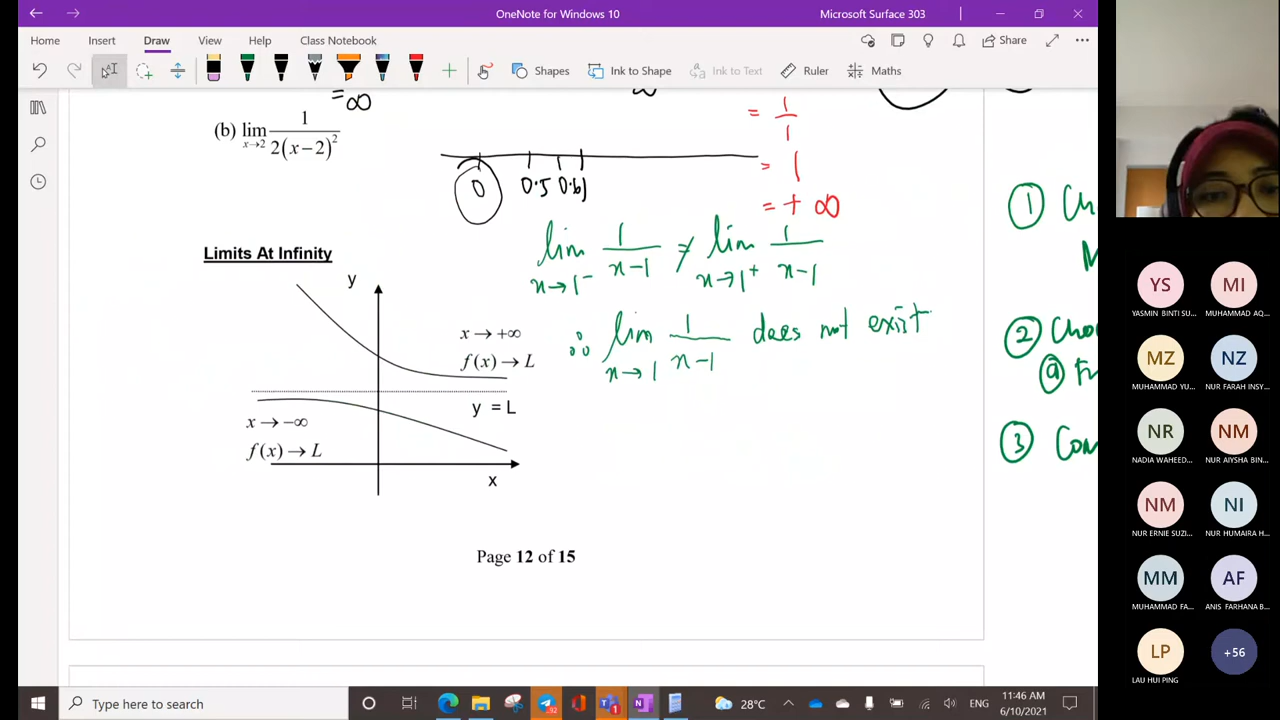 OneNote for Windows 10
Microsoft Surface 303
Home Insert Draw View Help Class Notebook
Share
Shapes Ink to Shape Ink to Text Ruler Maths
= ∞
∞
(b) lim x→2 1/(2(x−2)²)
= 1/1
= 1
= + ∞
0 0.5
lim n→1⁻ 1/(n−1) ≠ lim n→1⁺ 1/(n−1)
∴ lim n→1 1/(n−1) does not exist
①
②
ⓐ
③
Limits At Infinity
y
x → +∞
f(x) → L
y = L
x → −∞
f(x) → L
x
Page 12 of 15
YS MI
YASMIN BINTI SU... MUHAMMAD AQ...
MZ NZ
MUHAMMAD YU... NUR FARAH INSY...
NR NM
NADIA WAHEED... NUR AIYSHA BIN...
NM NI
NUR ERNIE SUZI... NUR HUMAIRA H...
MM AF
MUHAMMAD FA... ANIS FARHANA B...
LP +56
LAU HUI PING
Type here to search
92
1
28°C
ENG
11:46 AM
6/10/2021